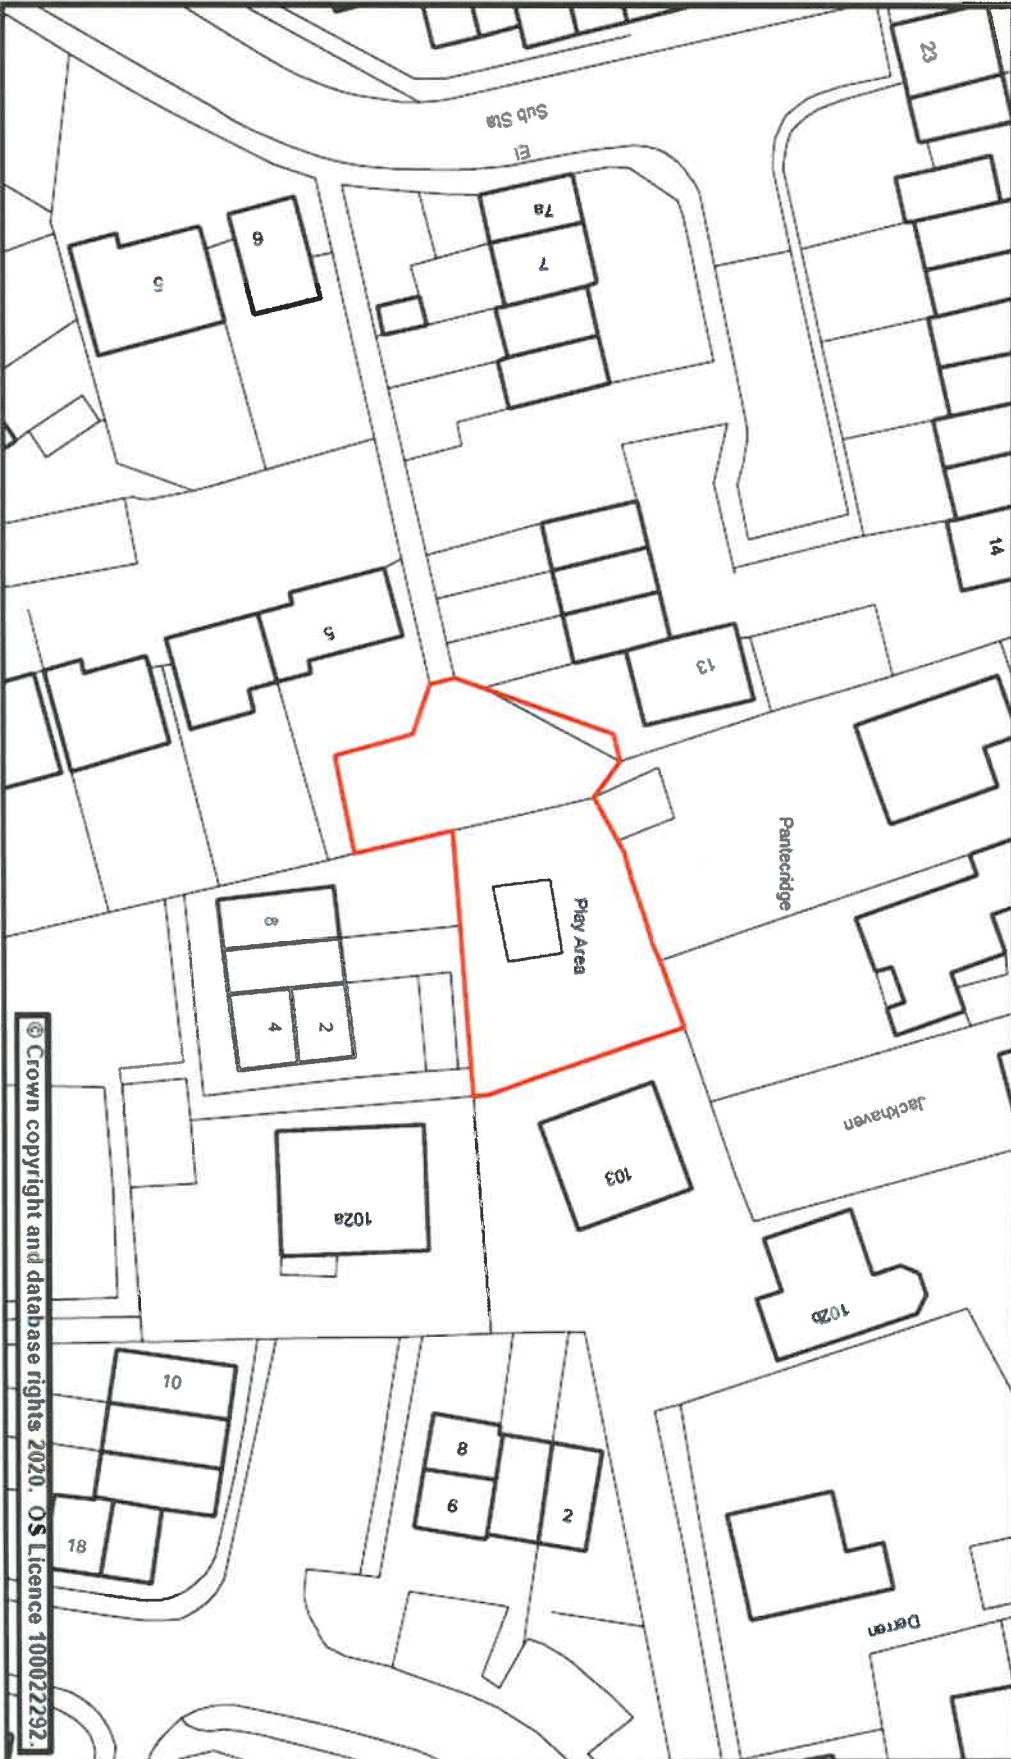 23
Sub Sta
El
7a
7
6
5
14
5
13
Pantecridge
Play Area
8
4
2
Jackhaven
103
102a
102b
10
8
6
2
18
Derren
© Crown copyright and database rights 2020. OS Licence 100022292.